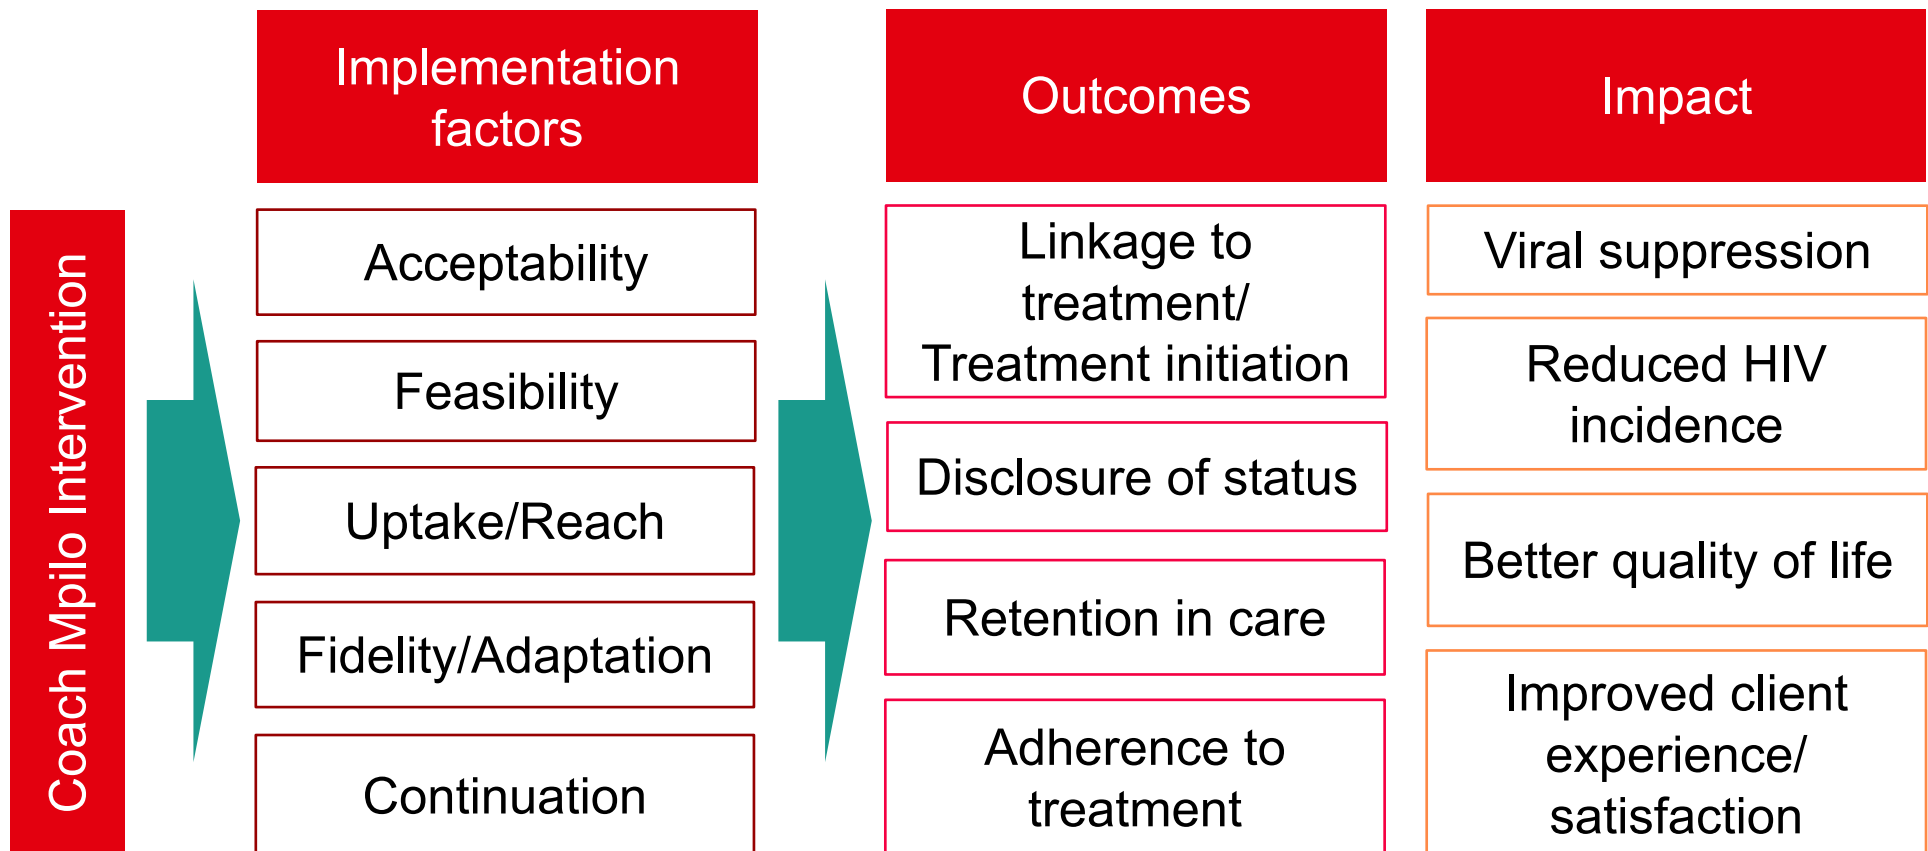 Implementation
factors
Outcomes
Impact
Coach Mpilo Intervention
Acceptability
Feasibility
Uptake/Reach
Fidelity/Adaptation
Continuation
Linkage to
treatment/
Treatment initiation
Disclosure of status
Retention in care
Adherence to
treatment
Viral suppression
Reduced HIV
incidence
Better quality of life
Improved client
experience/
satisfaction